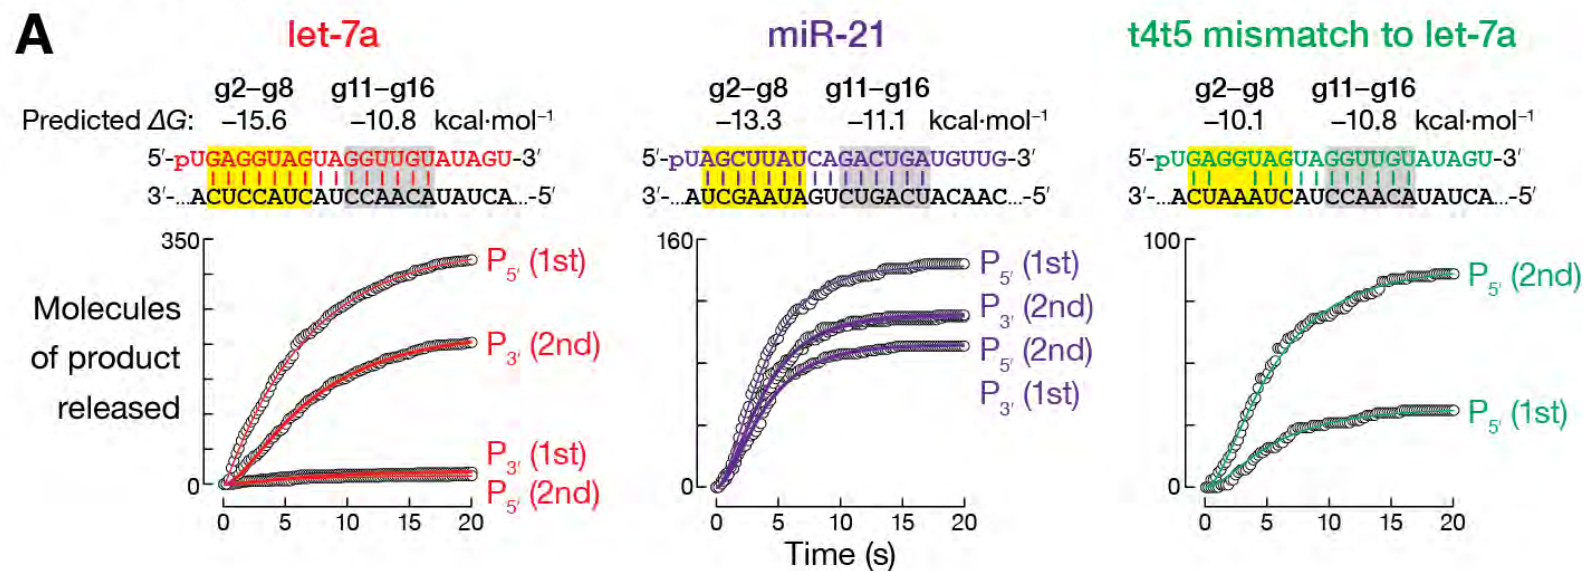 A
let-7a
g2–g8 g11–g16
Predicted ΔG: –15.6 –10.8 kcal·mol⁻¹
5′-pUGAGGUAGUAGGUUGUAUAGU-3′
3′-...ACUCCAUCAUCCAACAUAUCA...-5′
350
0
Molecules
of product
released
P5′ (1st)
P3′ (2nd)
P3′ (1st)
P5′ (2nd)
0 5 10 15 20
miR-21
g2–g8 g11–g16
–13.3 –11.1 kcal·mol⁻¹
5′-pUAGCUUAUCAGACUGAUGUUG-3′
3′-...AUCGAAUAGUCUGACUACAAC...-5′
160
0
P5′ (1st)
P3′ (2nd)
P5′ (2nd)
P3′ (1st)
0 5 10 15 20
Time (s)
t4t5 mismatch to let-7a
g2–g8 g11–g16
–10.1 –10.8 kcal·mol⁻¹
5′-pUGAGGUAGUAGGUUGUAUAGU-3′
3′-...ACUAAAUCAUCCAACAUAUCA...-5′
100
0
P5′ (2nd)
P5′ (1st)
0 5 10 15 20